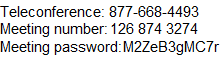 Teleconference: 877-668-4493
Meeting number: 126 874 3274
Meeting password: M2ZeB3gMC7r